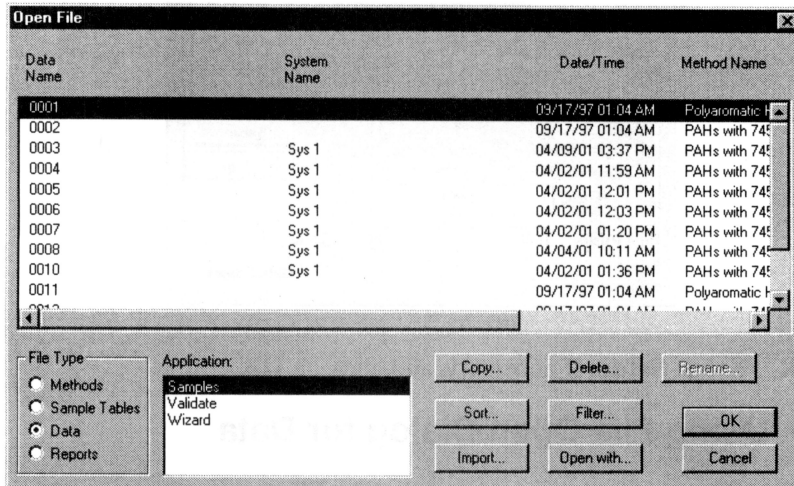 Open File
Data Name
System Name
Date/Time
Method Name
0001 09/17/97 01:04 AM Polyaromatic H
0002 09/17/97 01:04 AM PAHs with 745
0003 Sys 1 04/09/01 03:37 PM PAHs with 745
0004 Sys 1 04/02/01 11:59 AM PAHs with 745
0005 Sys 1 04/02/01 12:01 PM PAHs with 745
0006 Sys 1 04/02/01 12:03 PM PAHs with 745
0007 Sys 1 04/02/01 01:20 PM PAHs with 745
0008 Sys 1 04/04/01 10:11 AM PAHs with 745
0010 Sys 1 04/02/01 01:36 PM PAHs with 745
0011 09/17/97 01:04 AM Polyaromatic H
File Type
Methods
Sample Tables
Data
Reports
Application:
Samples
Validate
Wizard
Copy... Delete... Rename...
Sort... Filter... OK
Import... Open with... Cancel